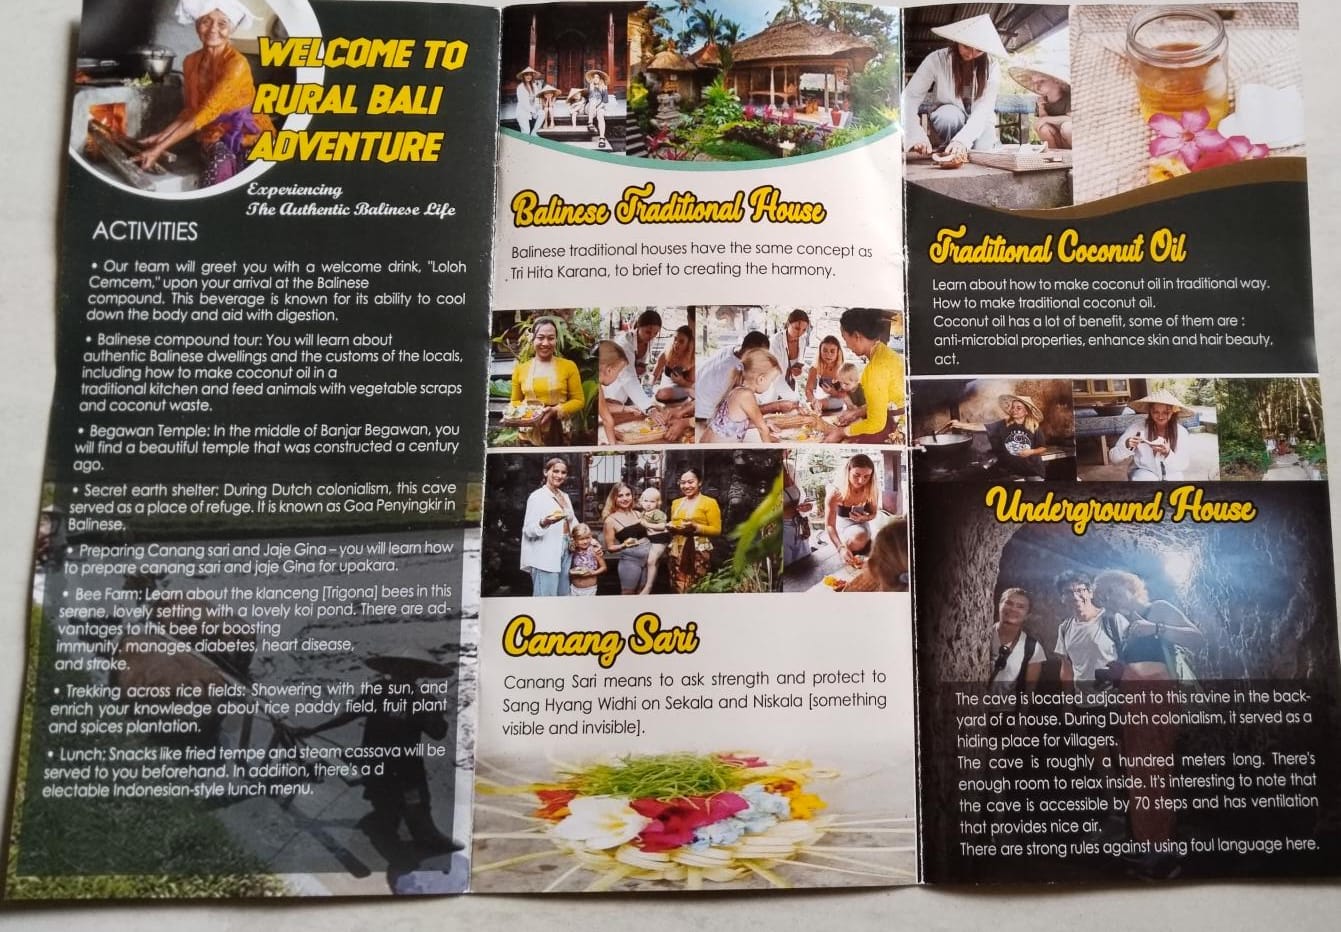 WELCOME TO
RURAL BALI
ADVENTURE
Experiencing
The Authentic Balinese Life
ACTIVITIES
• Our team will greet you with a welcome drink, "Loloh
Cemcem," upon your arrival at the Balinese
compound. This beverage is known for its ability to cool
down the body and aid with digestion.
• Balinese compound tour: You will learn about
authentic Balinese dwellings and the customs of the locals,
including how to make coconut oil in a
traditional kitchen and feed animals with vegetable scraps
and coconut waste.
• Begawan Temple: In the middle of Banjar Begawan, you
will find a beautiful temple that was constructed a century
ago.
• Secret earth shelter: During Dutch colonialism, this cave
served as a place of refuge. It is known as Goa Penyingkir in
Balinese.
• Preparing Canang sari and Jaje Gina – you will learn how
to prepare canang sari and jaje Gina for upakara.
• Bee Farm: Learn about the klanceng [Trigona] bees in this
serene, lovely setting with a lovely koi pond. There are ad-
vantages to this bee for boosting
immunity, manages diabetes, heart disease,
and stroke.
• Trekking across rice fields: Showering with the sun, and
enrich your knowledge about rice paddy field, fruit plant
and spices plantation.
• Lunch: Snacks like fried tempe and steam cassava will be
served to you beforehand. In addition, there's a d
electable Indonesian-style lunch menu.
Balinese Traditional House
Balinese traditional houses have the same concept as
Tri Hita Karana, to brief to creating the harmony.
Canang Sari
Canang Sari means to ask strength and protect to
Sang Hyang Widhi on Sekala and Niskala [something
visible and invisible].
Traditional Coconut Oil
Learn about how to make coconut oil in traditional way.
How to make traditional coconut oil.
Coconut oil has a lot of benefit, some of them are :
anti-microbial properties, enhance skin and hair beauty,
act.
Underground House
The cave is located adjacent to this ravine in the back-
yard of a house. During Dutch colonialism, it served as a
hiding place for villagers.
The cave is roughly a hundred meters long. There's
enough room to relax inside. It's interesting to note that
the cave is accessible by 70 steps and has ventilation
that provides nice air.
There are strong rules against using foul language here.